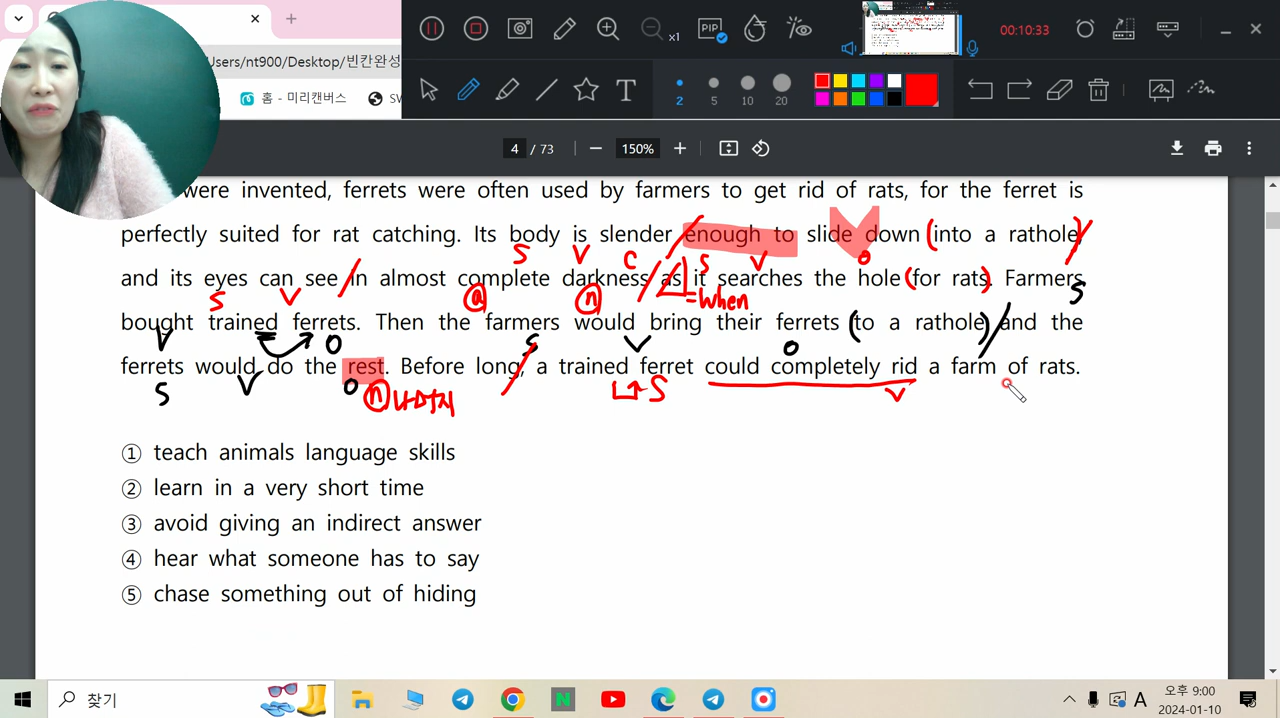 Users/nt900/Desktop/빈칸완성
홈 - 미리캔버스
x1
PIP
00:10:33
T
2 5 10 20
4 / 73
150%
were invented, ferrets were often used by farmers to get rid of rats, for the ferret is
perfectly suited for rat catching. Its body is slender enough to slide down (into a rathole)
S V C S V O
and its eyes can see in almost complete darkness as it searches the hole (for rats). Farmers
S V a n =when S
bought trained ferrets. Then the farmers would bring their ferrets (to a rathole) and the
V O S V O
ferrets would do the rest. Before long, a trained ferret could completely rid a farm of rats.
S V O n 나머지 S V
① teach animals language skills
② learn in a very short time
③ avoid giving an indirect answer
④ hear what someone has to say
⑤ chase something out of hiding
찾기
N
A
오후 9:00
2024-01-10